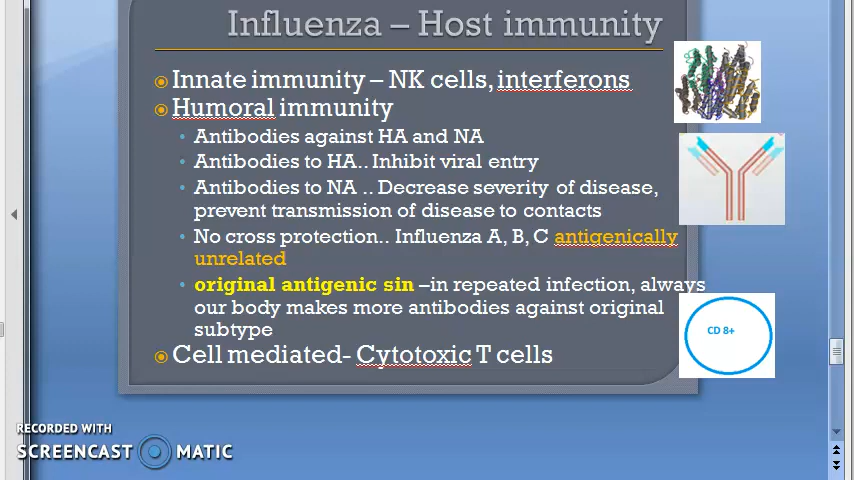 Influenza – Host immunity
Innate immunity – NK cells, interferons
Humoral immunity
Antibodies against HA and NA
Antibodies to HA.. Inhibit viral entry
Antibodies to NA .. Decrease severity of disease,
prevent transmission of disease to contacts
No cross protection.. Influenza A, B, C antigenically
unrelated
original antigenic sin –in repeated infection, always
our body makes more antibodies against original
subtype
CD 8+
Cell mediated- Cytotoxic T cells
RECORDED WITH
SCREENCAST MATIC